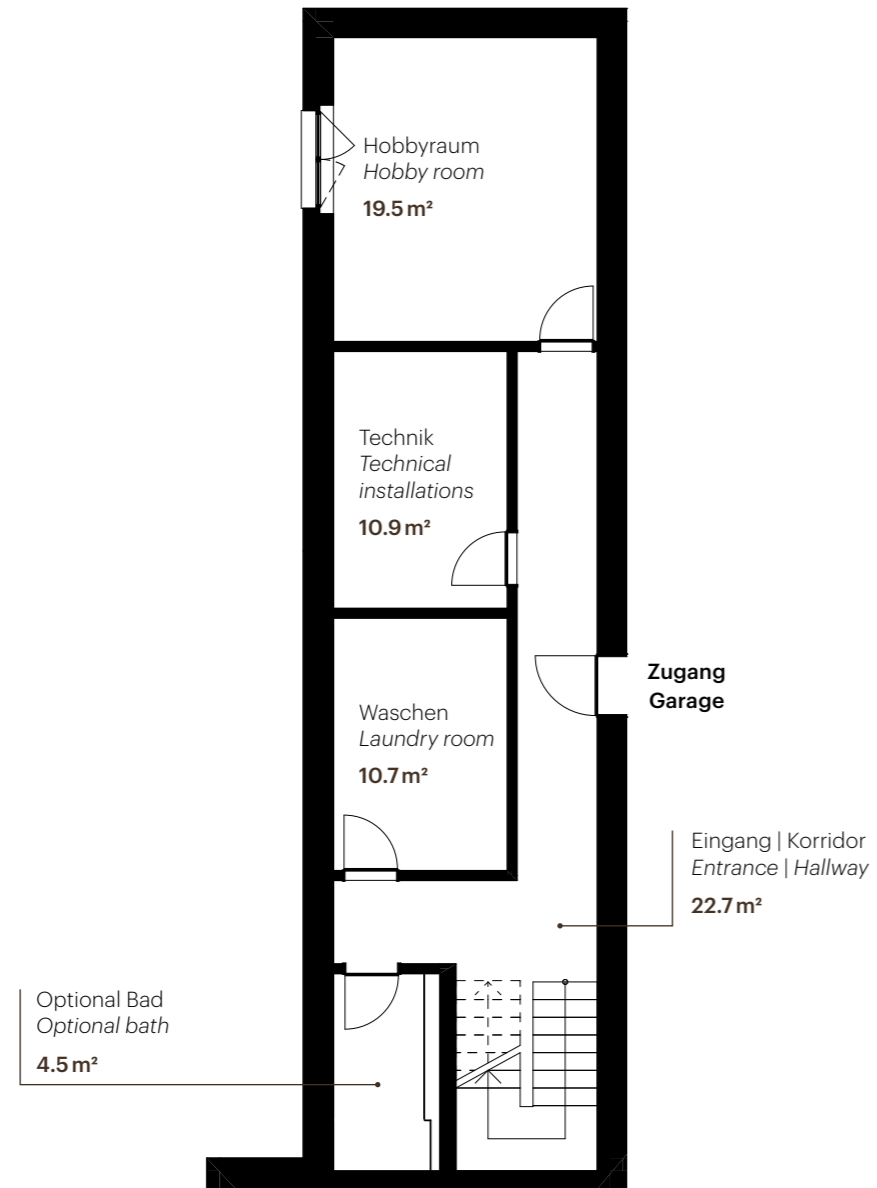 Hobbyraum
Hobby room
19.5 m²
Technik
Technical
installations
10.9 m²
Zugang
Garage
Waschen
Laundry room
10.7 m²
Eingang | Korridor
Entrance | Hallway
22.7 m²
Optional Bad
Optional bath
4.5 m²